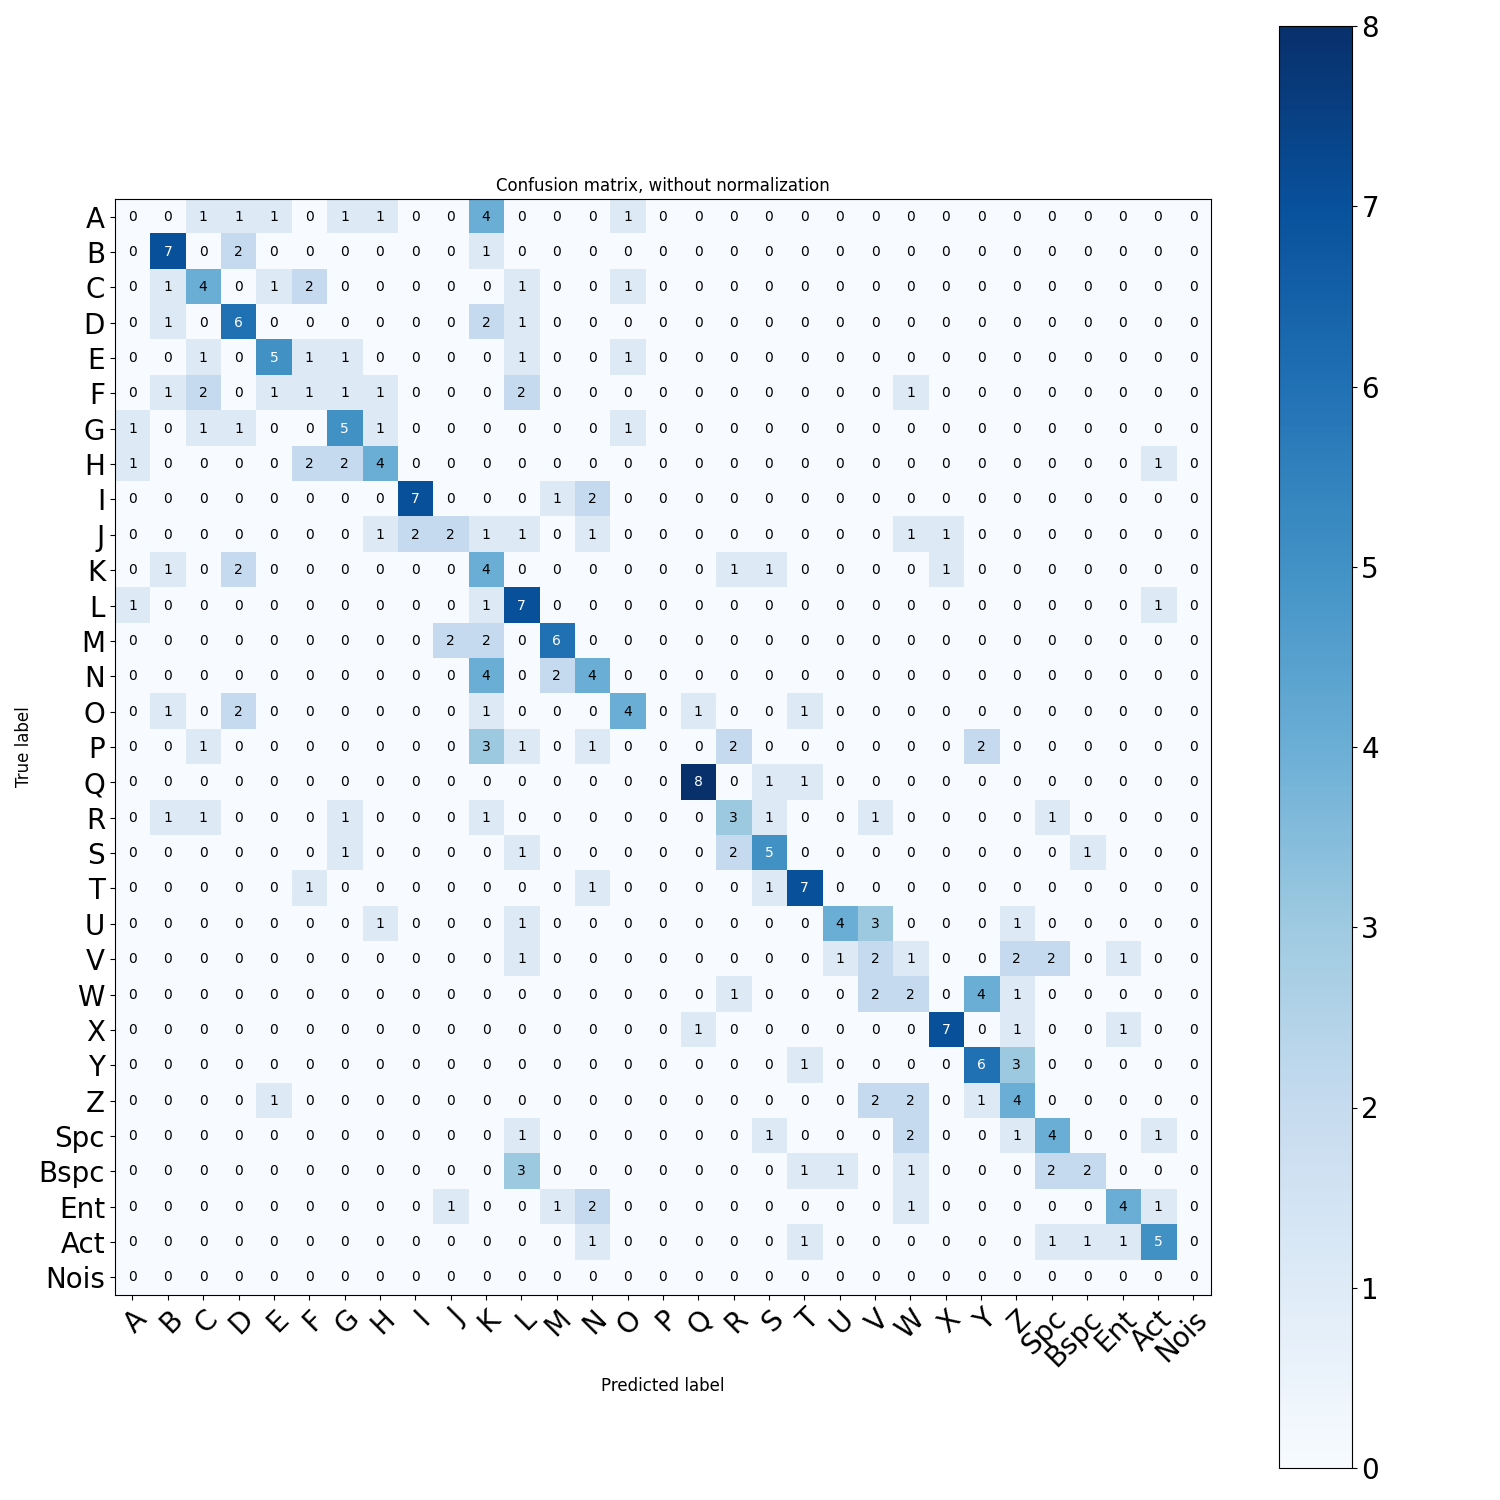 Confusion matrix, without normalization
A 0 0 1 1 1 0 1 1 0 0 4 0 0 0 1 0 0 0 0 0 0 0 0 0 0 0 0 0 0 0 0
B 0 7 0 2 0 0 0 0 0 0 1 0 0 0 0 0 0 0 0 0 0 0 0 0 0 0 0 0 0 0 0
C 0 1 4 0 1 2 0 0 0 0 0 1 0 0 1 0 0 0 0 0 0 0 0 0 0 0 0 0 0 0 0
D 0 1 0 6 0 0 0 0 0 0 2 1 0 0 0 0 0 0 0 0 0 0 0 0 0 0 0 0 0 0 0
E 0 0 1 0 5 1 1 0 0 0 0 1 0 0 1 0 0 0 0 0 0 0 0 0 0 0 0 0 0 0 0
F 0 1 2 0 1 1 1 1 0 0 0 2 0 0 0 0 0 0 0 0 0 0 1 0 0 0 0 0 0 0 0
G 1 0 1 1 0 0 5 1 0 0 0 0 0 0 1 0 0 0 0 0 0 0 0 0 0 0 0 0 0 0 0
H 1 0 0 0 0 2 2 4 0 0 0 0 0 0 0 0 0 0 0 0 0 0 0 0 0 0 0 0 0 1 0
I 0 0 0 0 0 0 0 0 7 0 0 0 1 2 0 0 0 0 0 0 0 0 0 0 0 0 0 0 0 0 0
J 0 0 0 0 0 0 0 1 2 2 1 1 0 1 0 0 0 0 0 0 0 0 1 1 0 0 0 0 0 0 0
K 0 1 0 2 0 0 0 0 0 0 4 0 0 0 0 0 0 1 1 0 0 0 0 1 0 0 0 0 0 0 0
L 1 0 0 0 0 0 0 0 0 0 1 7 0 0 0 0 0 0 0 0 0 0 0 0 0 0 0 0 0 1 0
M 0 0 0 0 0 0 0 0 0 2 2 0 6 0 0 0 0 0 0 0 0 0 0 0 0 0 0 0 0 0 0
N 0 0 0 0 0 0 0 0 0 0 4 0 2 4 0 0 0 0 0 0 0 0 0 0 0 0 0 0 0 0 0
O 0 1 0 2 0 0 0 0 0 0 1 0 0 0 4 0 1 0 0 1 0 0 0 0 0 0 0 0 0 0 0
P 0 0 1 0 0 0 0 0 0 0 3 1 0 1 0 0 0 2 0 0 0 0 0 0 2 0 0 0 0 0 0
Q 0 0 0 0 0 0 0 0 0 0 0 0 0 0 0 0 8 0 1 1 0 0 0 0 0 0 0 0 0 0 0
R 0 1 1 0 0 0 1 0 0 0 1 0 0 0 0 0 0 3 1 0 0 1 0 0 0 0 1 0 0 0 0
S 0 0 0 0 0 0 1 0 0 0 0 1 0 0 0 0 0 2 5 0 0 0 0 0 0 0 0 1 0 0 0
T 0 0 0 0 0 1 0 0 0 0 0 0 0 1 0 0 0 0 1 7 0 0 0 0 0 0 0 0 0 0 0
U 0 0 0 0 0 0 0 1 0 0 0 1 0 0 0 0 0 0 0 0 4 3 0 0 0 1 0 0 0 0 0
V 0 0 0 0 0 0 0 0 0 0 0 1 0 0 0 0 0 0 0 0 1 2 1 0 0 2 2 0 1 0 0
W 0 0 0 0 0 0 0 0 0 0 0 0 0 0 0 0 0 1 0 0 0 2 2 0 4 1 0 0 0 0 0
X 0 0 0 0 0 0 0 0 0 0 0 0 0 0 0 0 1 0 0 0 0 0 0 7 0 1 0 0 1 0 0
Y 0 0 0 0 0 0 0 0 0 0 0 0 0 0 0 0 0 0 0 1 0 0 0 0 6 3 0 0 0 0 0
Z 0 0 0 0 1 0 0 0 0 0 0 0 0 0 0 0 0 0 0 0 0 2 2 0 1 4 0 0 0 0 0
Spc 0 0 0 0 0 0 0 0 0 0 0 1 0 0 0 0 0 0 1 0 0 0 2 0 0 1 4 0 0 1 0
Bspc 0 0 0 0 0 0 0 0 0 0 0 3 0 0 0 0 0 0 0 1 1 0 1 0 0 0 2 2 0 0 0
Ent 0 0 0 0 0 0 0 0 0 1 0 0 1 2 0 0 0 0 0 0 0 0 1 0 0 0 0 0 4 1 0
Act 0 0 0 0 0 0 0 0 0 0 0 0 0 1 0 0 0 0 0 1 0 0 0 0 0 0 1 1 1 5 0
Nois 0 0 0 0 0 0 0 0 0 0 0 0 0 0 0 0 0 0 0 0 0 0 0 0 0 0 0 0 0 0 0
A B C D E F G H I J K L M N O P Q R S T U V W X Y Z Spc Bspc Ent Act Nois
Predicted label
True label
8
7
6
5
4
3
2
1
0